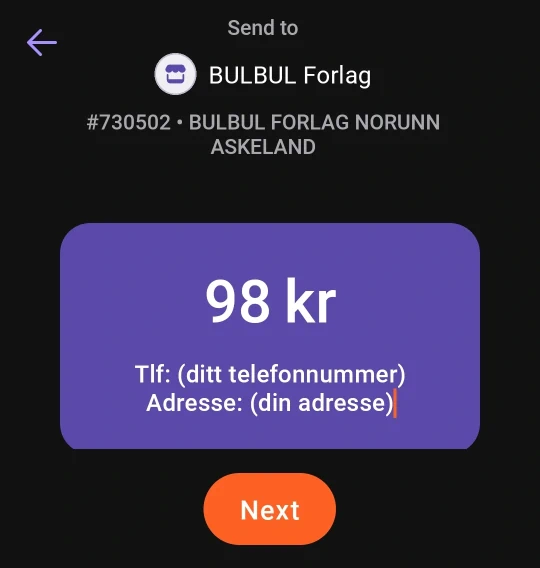 Send to
BULBUL Forlag
#730502 • BULBUL FORLAG NORUNN
ASKELAND
98 kr
Tlf: (ditt telefonnummer)
Adresse: (din adresse)
Next